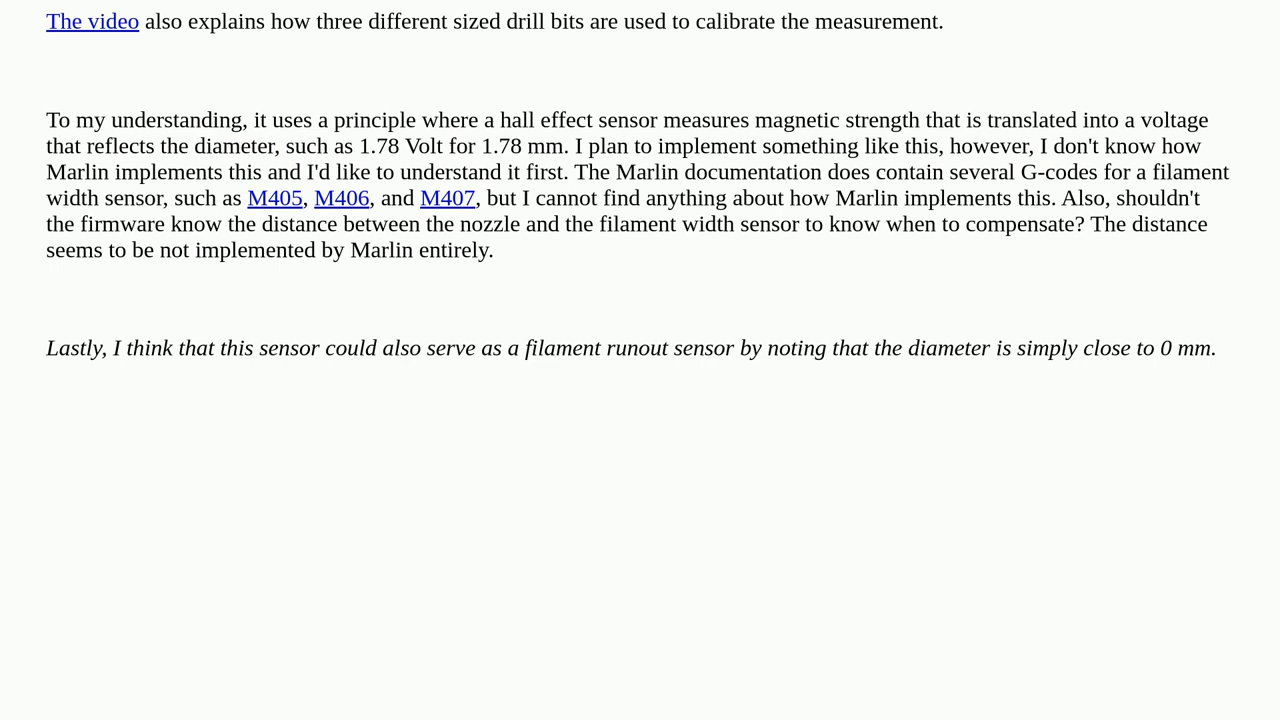 The video also explains how three different sized drill bits are used to calibrate the measurement.
To my understanding, it uses a principle where a hall effect sensor measures magnetic strength that is translated into a voltage
that reflects the diameter, such as 1.78 Volt for 1.78 mm. I plan to implement something like this, however, I don't know how
Marlin implements this and I'd like to understand it first. The Marlin documentation does contain several G-codes for a filament
width sensor, such as M405, M406, and M407, but I cannot find anything about how Marlin implements this. Also, shouldn't
the firmware know the distance between the nozzle and the filament width sensor to know when to compensate? The distance
seems to be not implemented by Marlin entirely.
Lastly, I think that this sensor could also serve as a filament runout sensor by noting that the diameter is simply close to 0 mm.